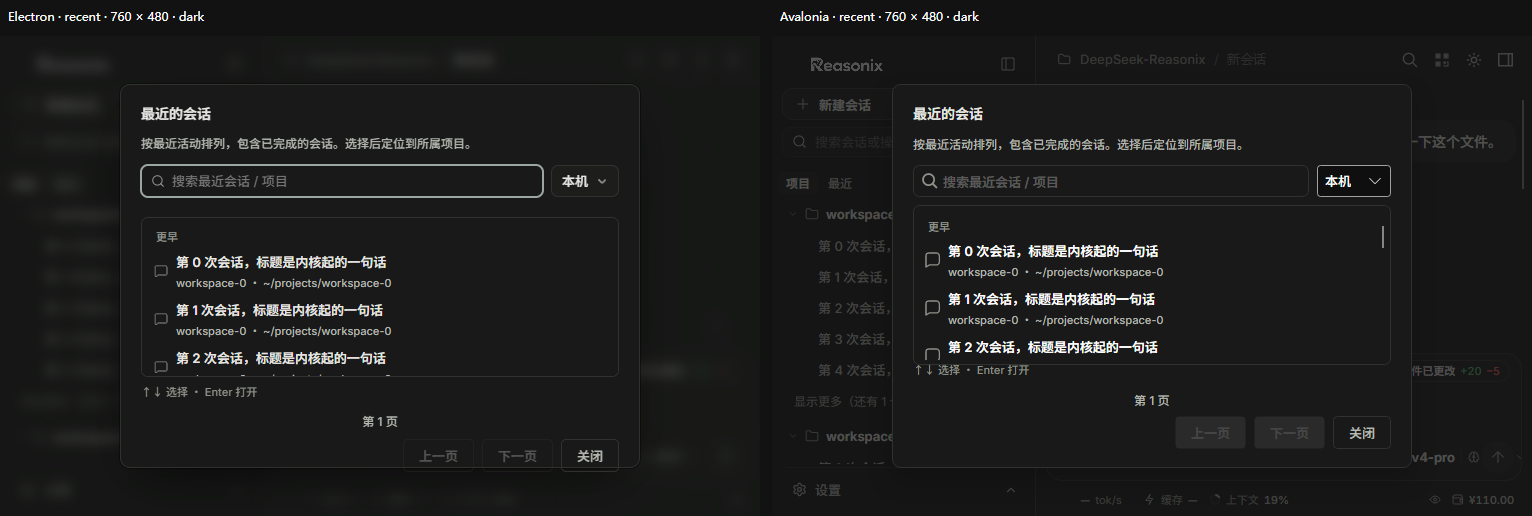 Electron · recent · 760 × 480 · dark
Reasonix
最近的会话
按最近活动排列，包含已完成的会话。选择后定位到所属项目。
搜索最近会话 / 项目
本机
更早
第 0 次会话，标题是内核起的一句话
workspace-0 • ~/projects/workspace-0
第 1 次会话，标题是内核起的一句话
workspace-0 • ~/projects/workspace-0
第 2 次会话，标题是内核起的一句话
↑↓ 选择 • Enter 打开
第 1 页
上一页
下一页
关闭
Avalonia · recent · 760 × 480 · dark
Reasonix
DeepSeek-Reasonix / 新会话
新建会话
搜索会话或
一下这个文件。
项目
最近
workspace
第 0 次会话，
第 1 次会话，
第 2 次会话，
第 3 次会话，
第 4 次会话，
显示更多（还有 1
workspace
设置
最近的会话
按最近活动排列，包含已完成的会话。选择后定位到所属项目。
搜索最近会话 / 项目
本机
更早
第 0 次会话，标题是内核起的一句话
workspace-0 • ~/projects/workspace-0
第 1 次会话，标题是内核起的一句话
workspace-0 • ~/projects/workspace-0
第 2 次会话，标题是内核起的一句话
↑↓ 选择 • Enter 打开
第 1 页
上一页
下一页
关闭
件已更改 +20 −5
v4-pro
— tok/s
缓存 —
上下文 19%
¥110.00